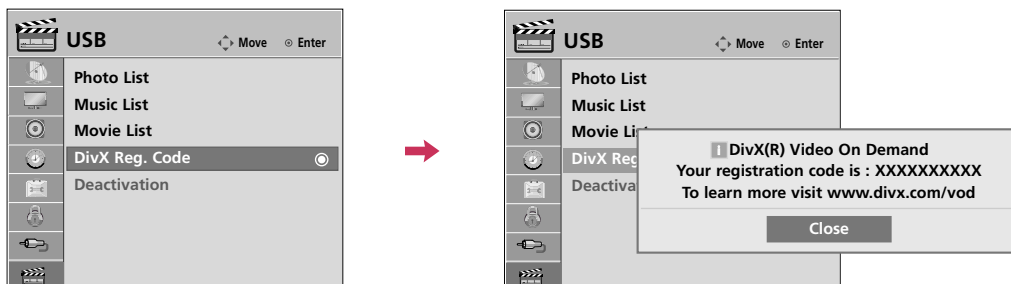 USB
Move
Enter
Photo List
Music List
Movie List
DivX Reg. Code
Deactivation
USB
Move
Enter
Photo List
Music List
Movie Li
DivX Reg
Deactiva
DivX(R) Video On Demand
Your registration code is : XXXXXXXXXX
To learn more visit www.divx.com/vod
Close